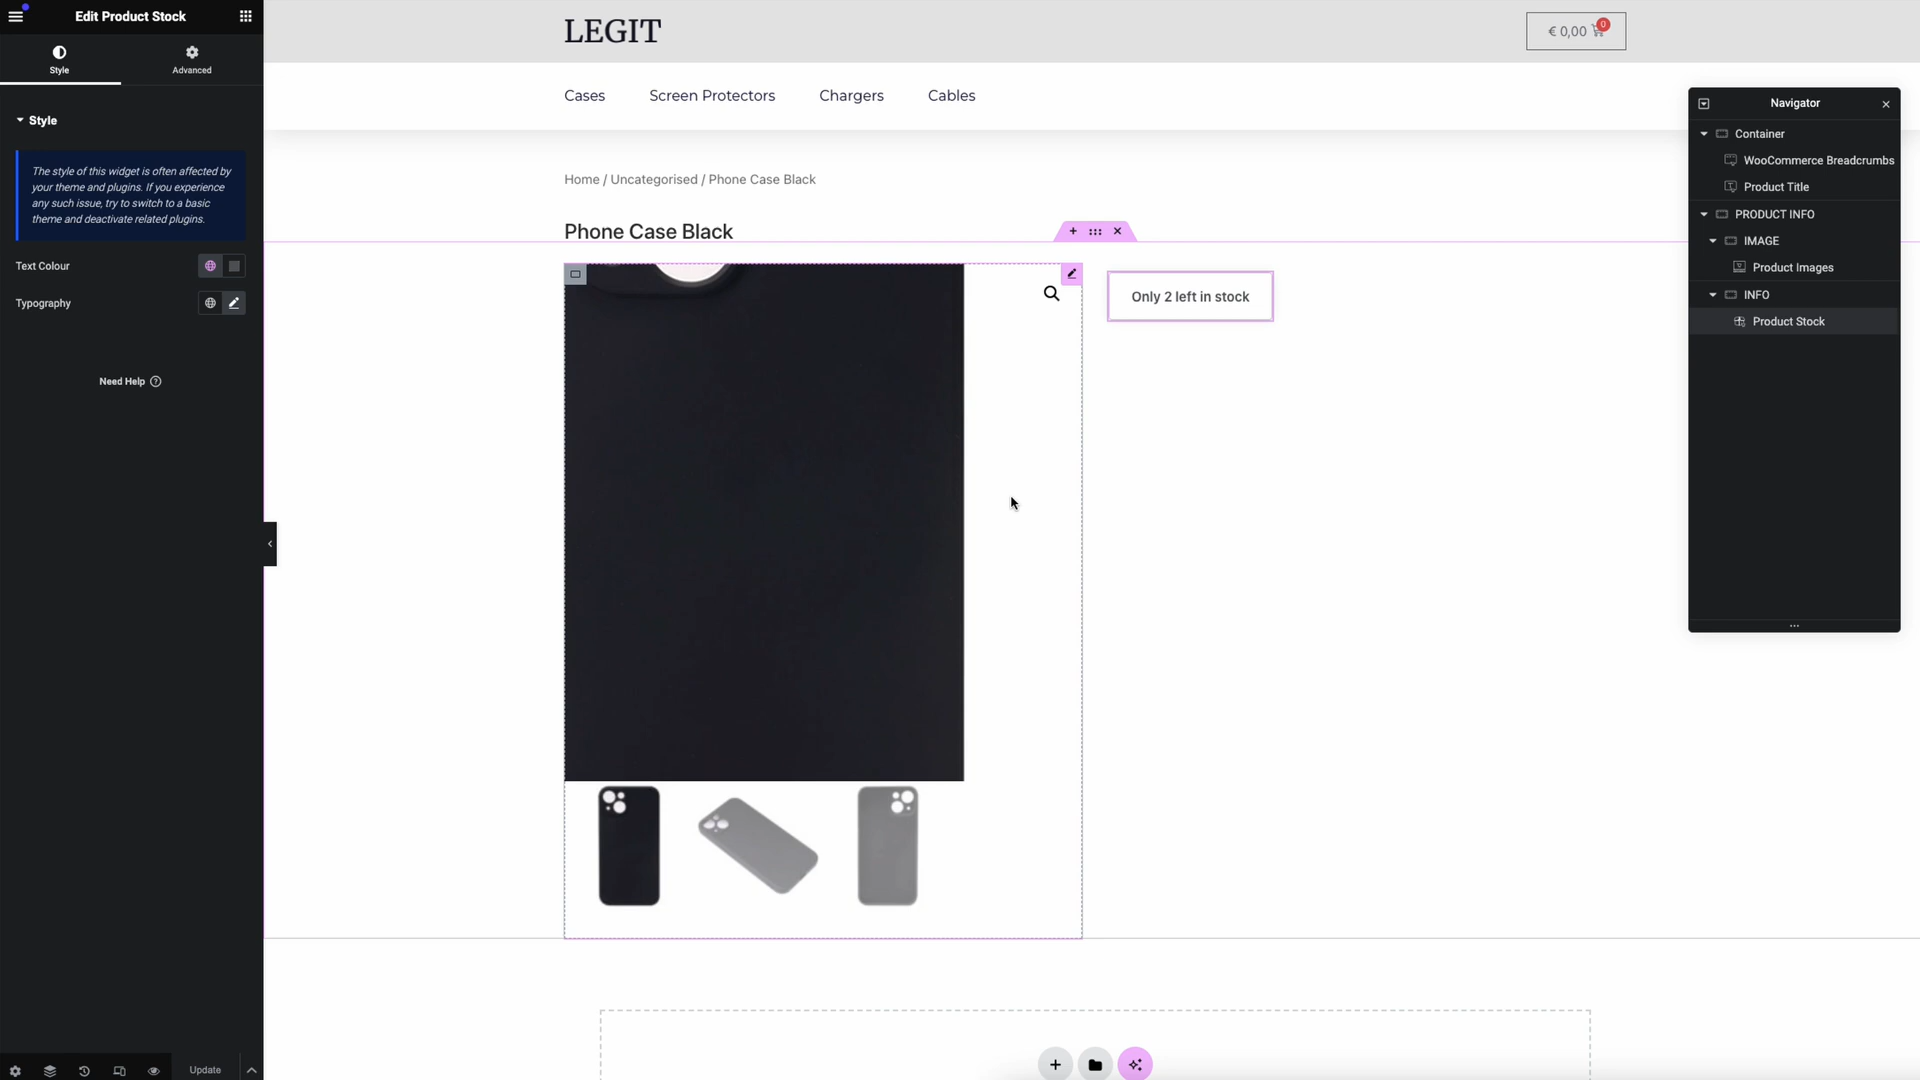 Edit Product Stock
Style
Advanced
Style
The style of this widget is often affected by
your theme and plugins. If you experience
any such issue, try to switch to a basic
theme and deactivate related plugins.
Text Colour
Typography
Need Help ?
Update
LEGIT
€ 0,00
0
Cases
Screen Protectors
Chargers
Cables
Home / Uncategorised / Phone Case Black
Phone Case Black
Only 2 left in stock
Navigator
Container
WooCommerce Breadcrumbs
Product Title
PRODUCT INFO
IMAGE
Product Images
INFO
Product Stock